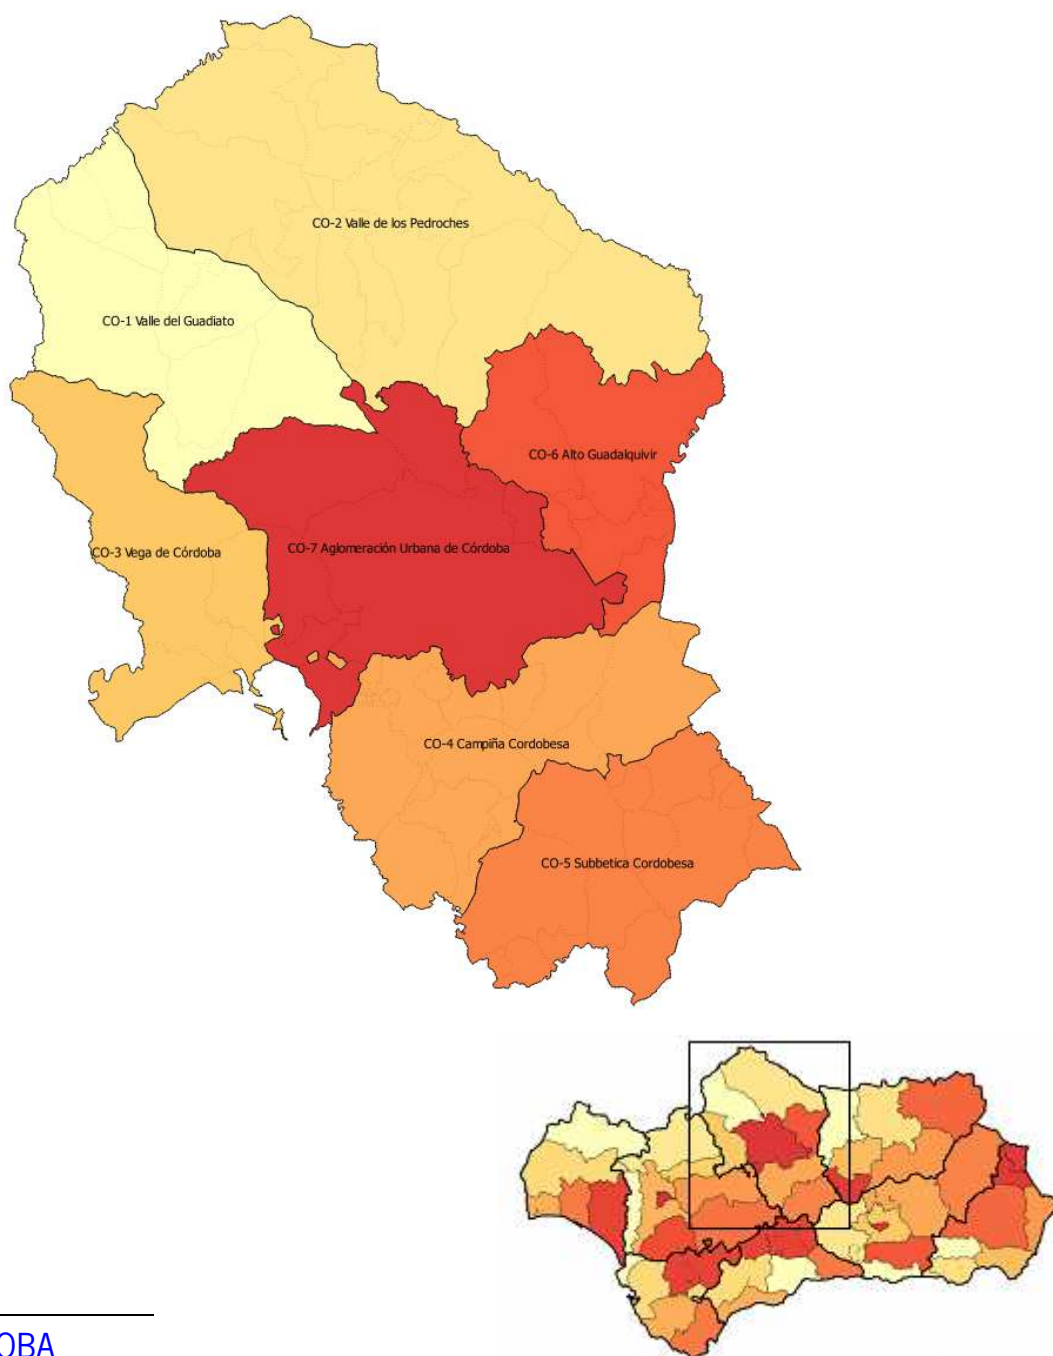 CO-2 Valle de los Pedroches
CO-1 Valle del Guadiato
CO-6 Alto Guadalquivir
CO-7 Aglomeración Urbana de Córdoba
CO-3 Vega de Córdoba
CO-4 Campiña Cordobesa
CO-5 Subbetica Cordobesa
OBA